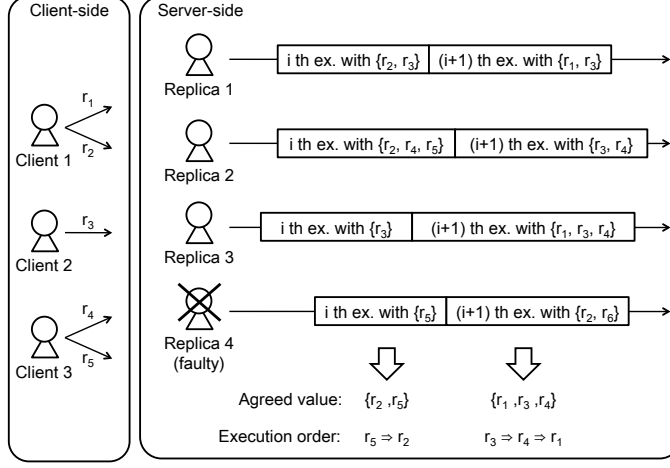 Client-side
r1
r2
Client 1
r3
Client 2
r4
r5
Client 3
Server-side
Replica 1
i th ex. with {r2, r3}
(i+1) th ex. with {r1, r3}
Replica 2
i th ex. with {r2, r4, r5}
(i+1) th ex. with {r3, r4}
Replica 3
i th ex. with {r3}
(i+1) th ex. with {r1, r3, r4}
Replica 4
(faulty)
i th ex. with {r5}
(i+1) th ex. with {r2, r6}
Agreed value: {r2 ,r5} {r1 ,r3 ,r4}
Execution order: r5 ⇒ r2 r3 ⇒ r4 ⇒ r1